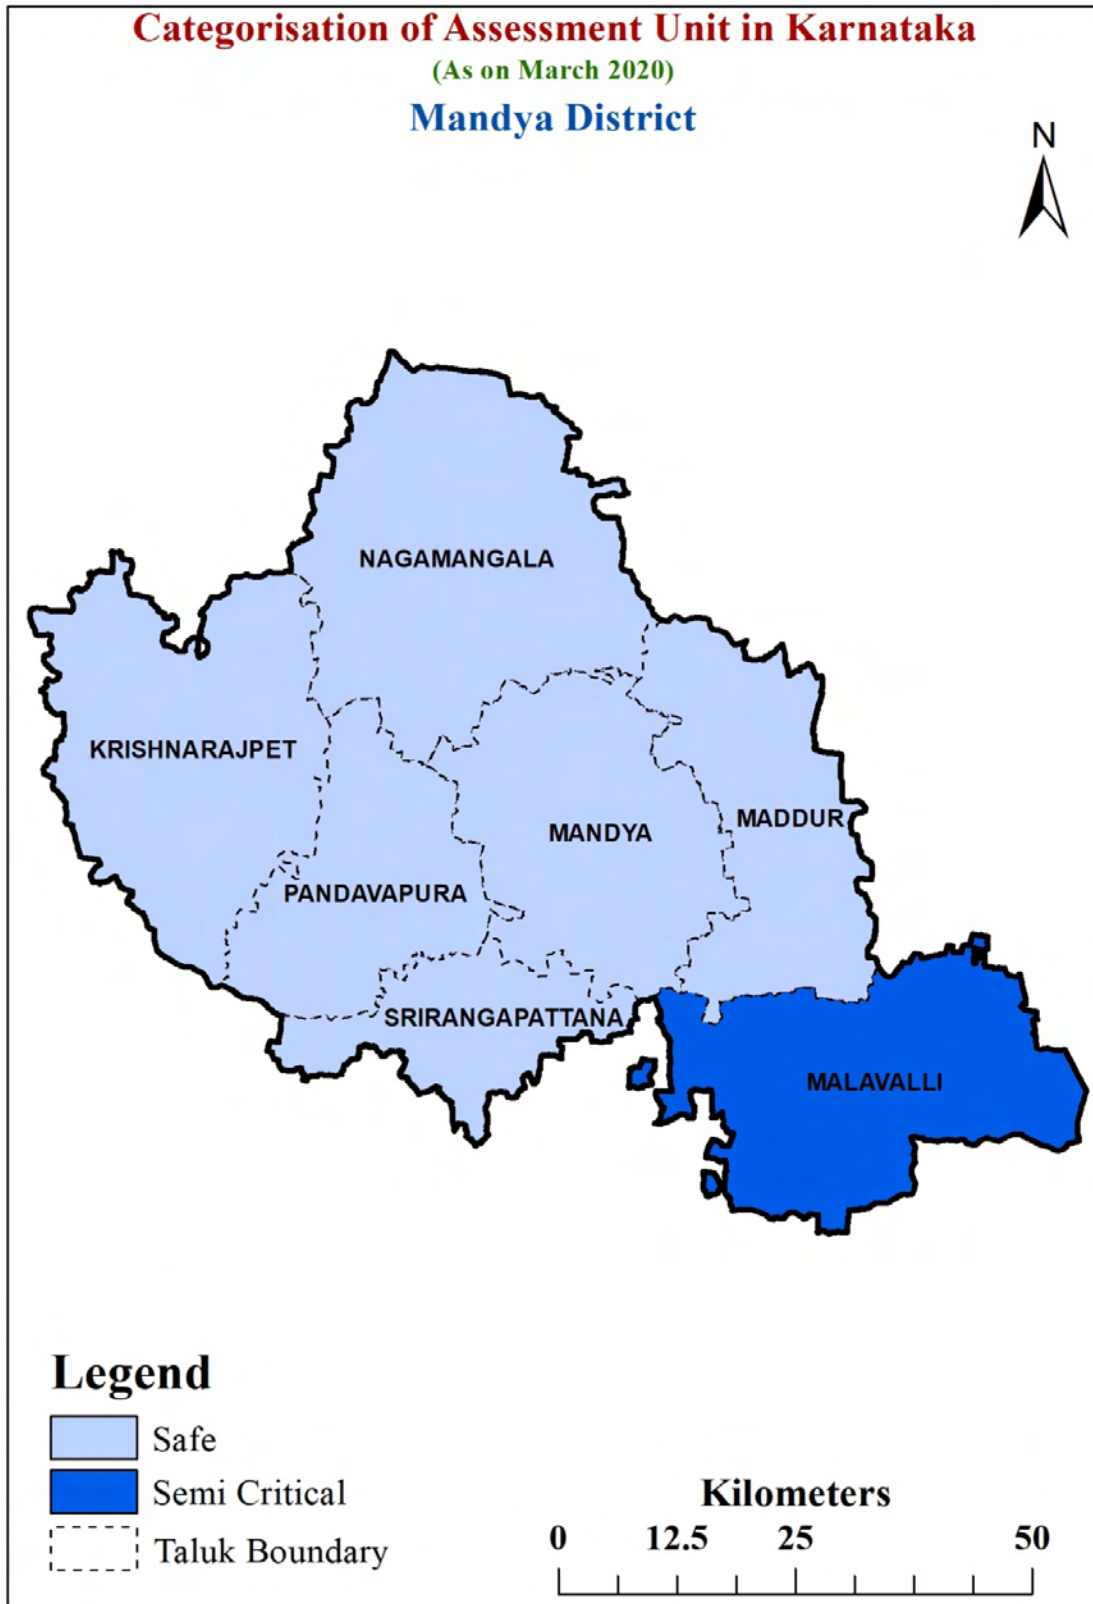 Categorisation of Assessment Unit in Karnataka
(As on March 2020)
Mandya District
N
NAGAMANGALA
KRISHNARAJPET
MANDYA
MADDUR
PANDAVAPURA
SRIRANGAPATTANA
MALAVALLI
Legend
Safe
Semi Critical
Taluk Boundary
Kilometers
0 12.5 25 50